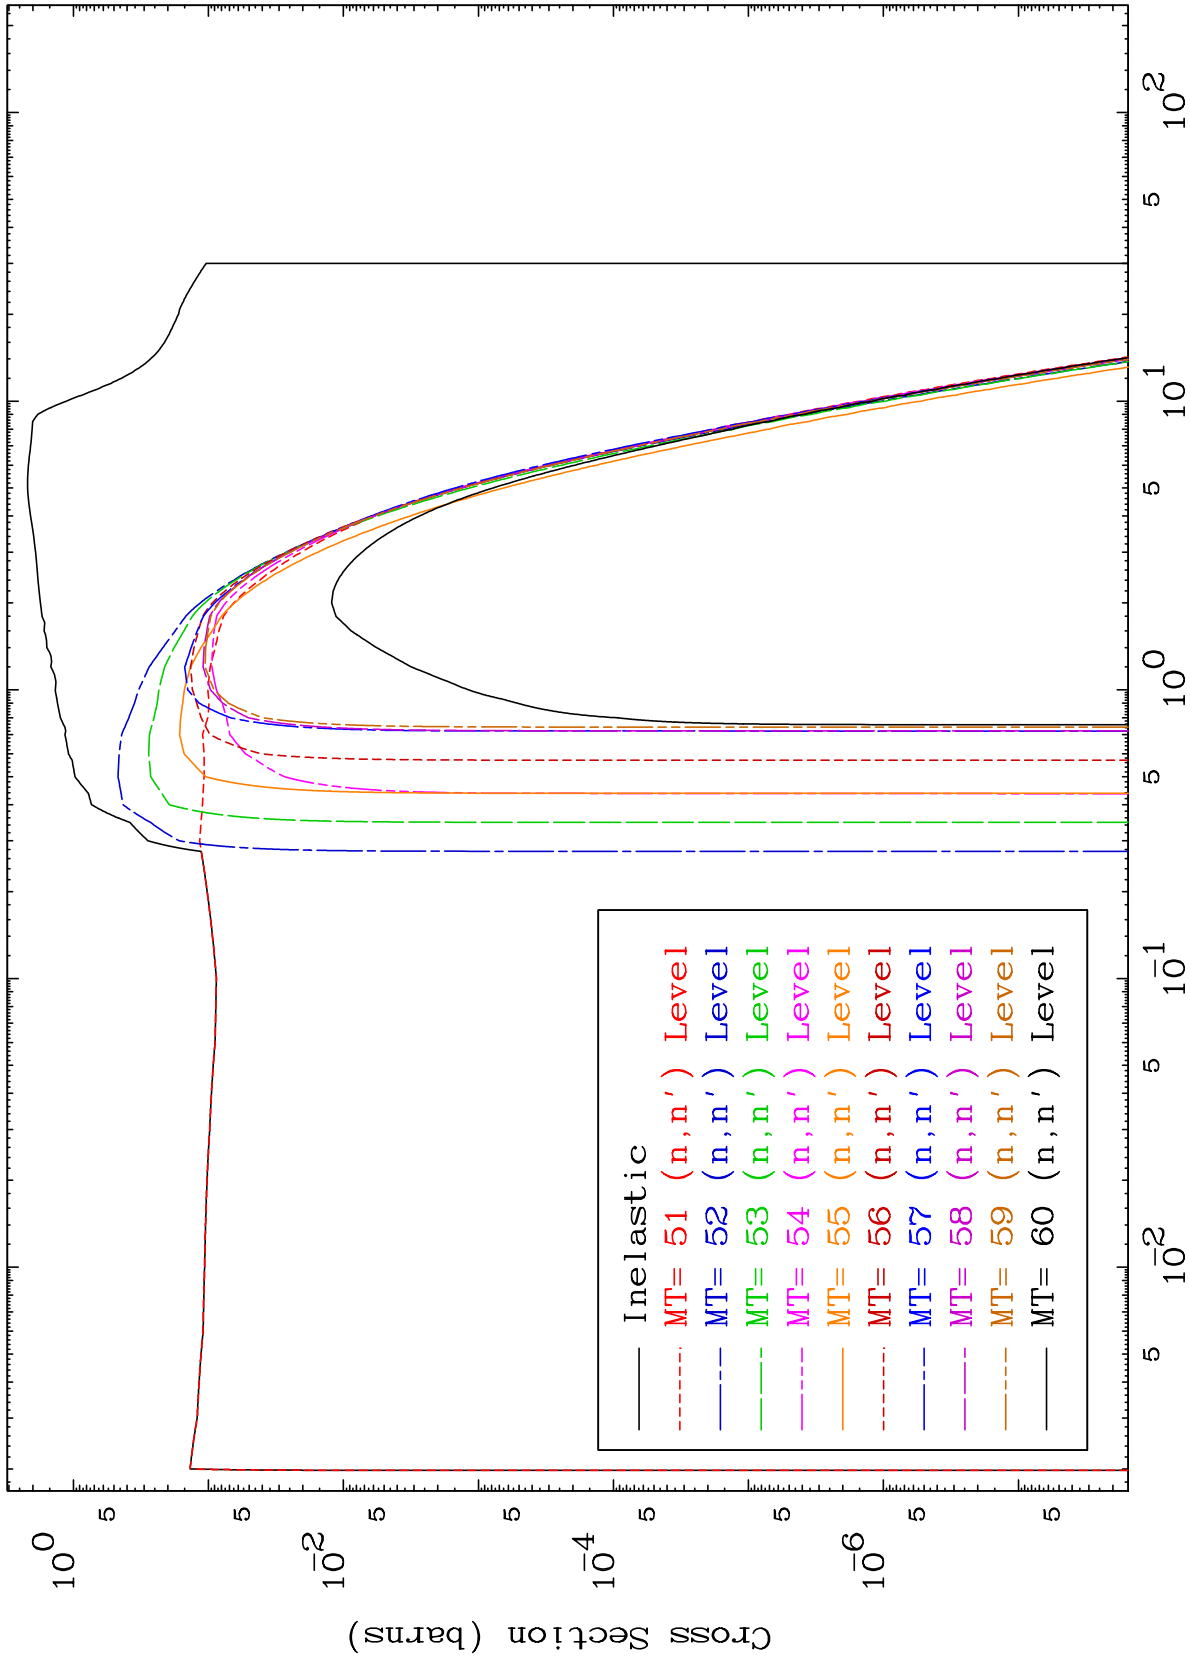 Cross Section (barns)
10^0
5
5
10^-2
5
5
10^-4
5
5
10^-6
5
5
Inelastic
MT= 51 (n,n') Level
MT= 52 (n,n') Level
MT= 53 (n,n') Level
MT= 54 (n,n') Level
MT= 55 (n,n') Level
MT= 56 (n,n') Level
MT= 57 (n,n') Level
MT= 58 (n,n') Level
MT= 59 (n,n') Level
MT= 60 (n,n') Level
5 10^-2 5 10^-1 5 10^0 5 10^1 5 10^2